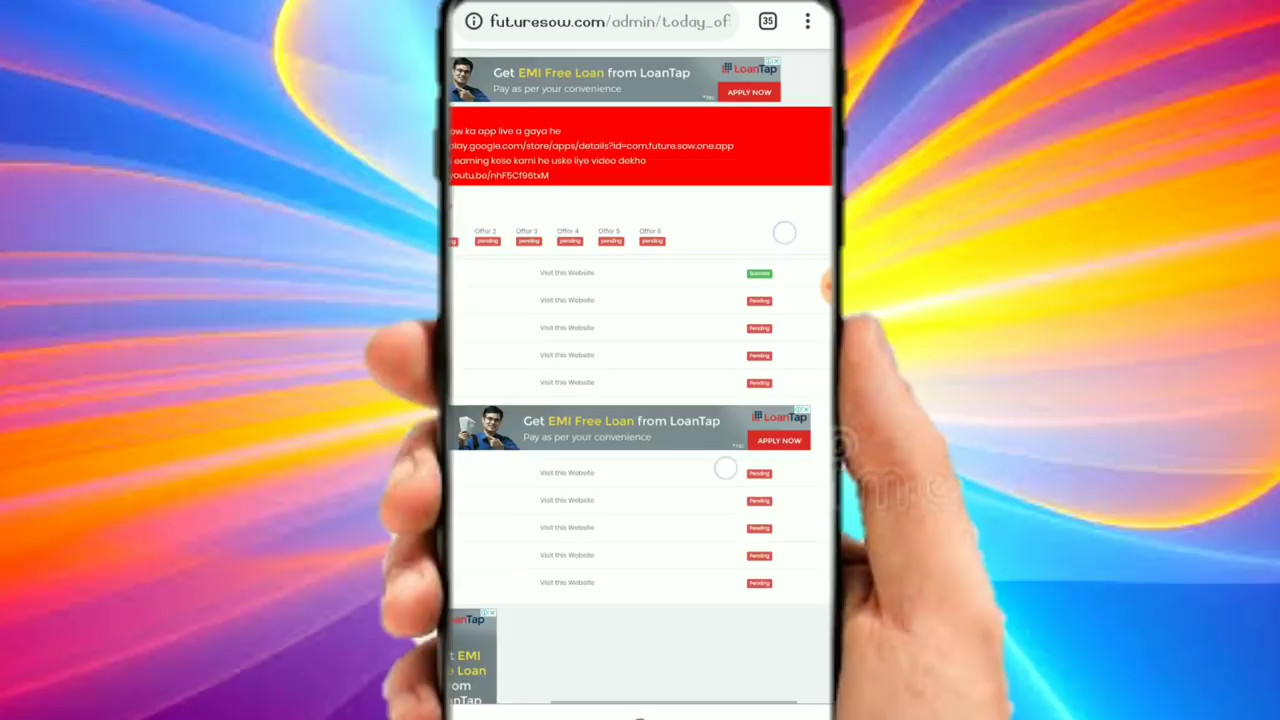 futuresow.com/admin/today_of
35
Get EMI Free Loan from LoanTap
Pay as per your convenience
LoanTap
APPLY NOW
*T&C
ow ka app live a gaya he
play.google.com/store/apps/details?id=com.future.sow.one.app
earning kese karni he uske liye video dekho
youtu.be/nhF5Cf96txM
Offer 2 Offer 3 Offer 4 Offer 5 Offer 6
pending pending pending pending pending
Visit this Website Success
Visit this Website Pending
Visit this Website Pending
Visit this Website Pending
Visit this Website Pending
Get EMI Free Loan from LoanTap
Pay as per your convenience
LoanTap
APPLY NOW
*T&C
Visit this Website Pending
Visit this Website Pending
Visit this Website Pending
Visit this Website Pending
Visit this Website Pending
anTap
t EMI
Loan
om
nTap